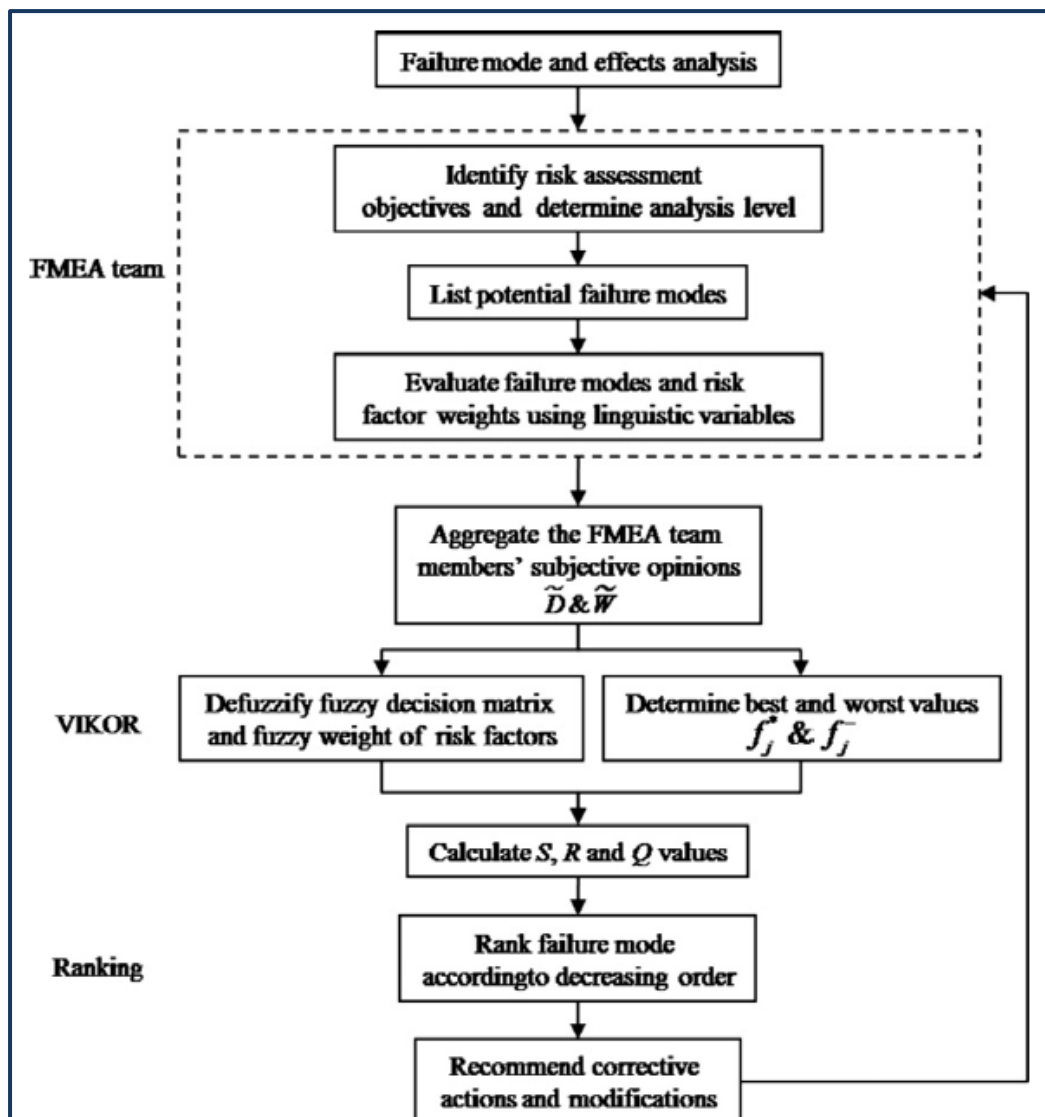 Failure mode and effects analysis
Identify risk assessment
objectives and determine analysis level
FMEA team
List potential failure modes
Evaluate failure modes and risk
factor weights using linguistic variables
Aggregate the FMEA team
members' subjective opinions
D̃ & W̃
VIKOR
Defuzzify fuzzy decision matrix
and fuzzy weight of risk factors
Determine best and worst values
f_j^* & f_j^-
Calculate S, R and Q values
Ranking
Rank failure mode
accordingto decreasing order
Recommend corrective
actions and modifications